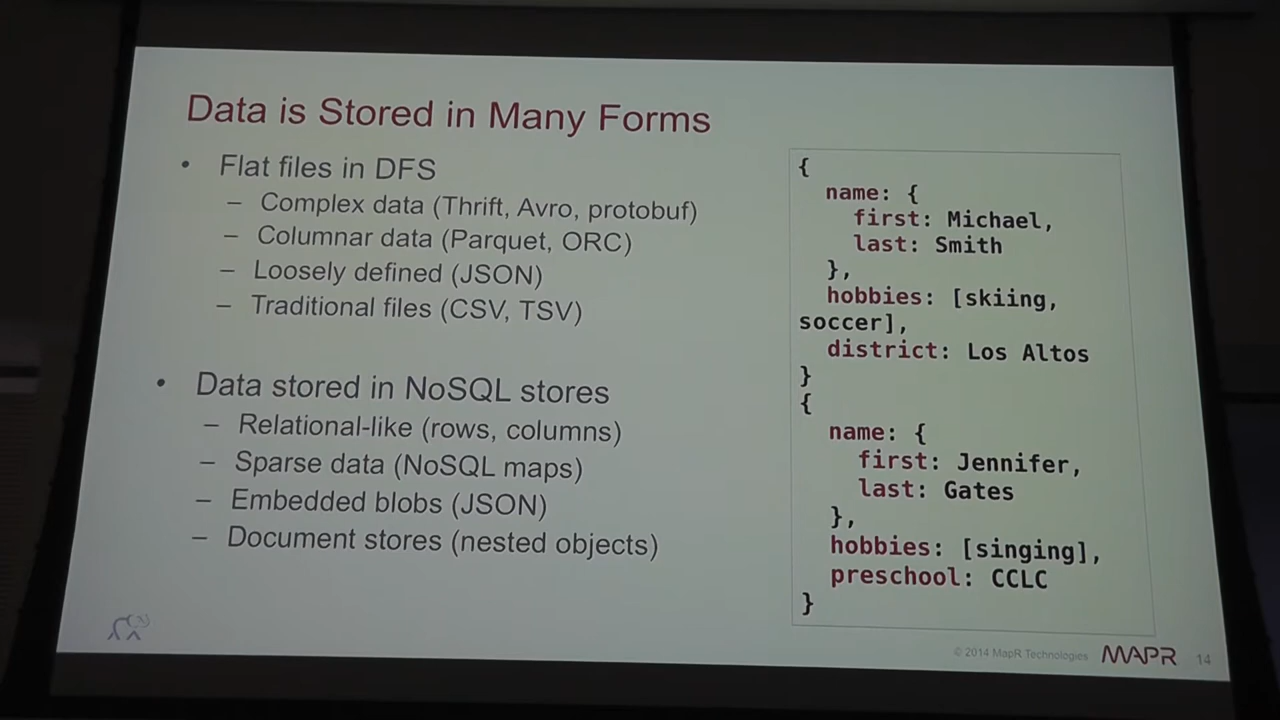 Data is Stored in Many Forms
• Flat files in DFS
– Complex data (Thrift, Avro, protobuf)
– Columnar data (Parquet, ORC)
– Loosely defined (JSON)
– Traditional files (CSV, TSV)
• Data stored in NoSQL stores
– Relational-like (rows, columns)
– Sparse data (NoSQL maps)
– Embedded blobs (JSON)
– Document stores (nested objects)
{
name: {
first: Michael,
last: Smith
},
hobbies: [skiing,
soccer],
district: Los Altos
}
{
name: {
first: Jennifer,
last: Gates
},
hobbies: [singing],
preschool: CCLC
}
© 2014 MapR Technologies MAPR 14